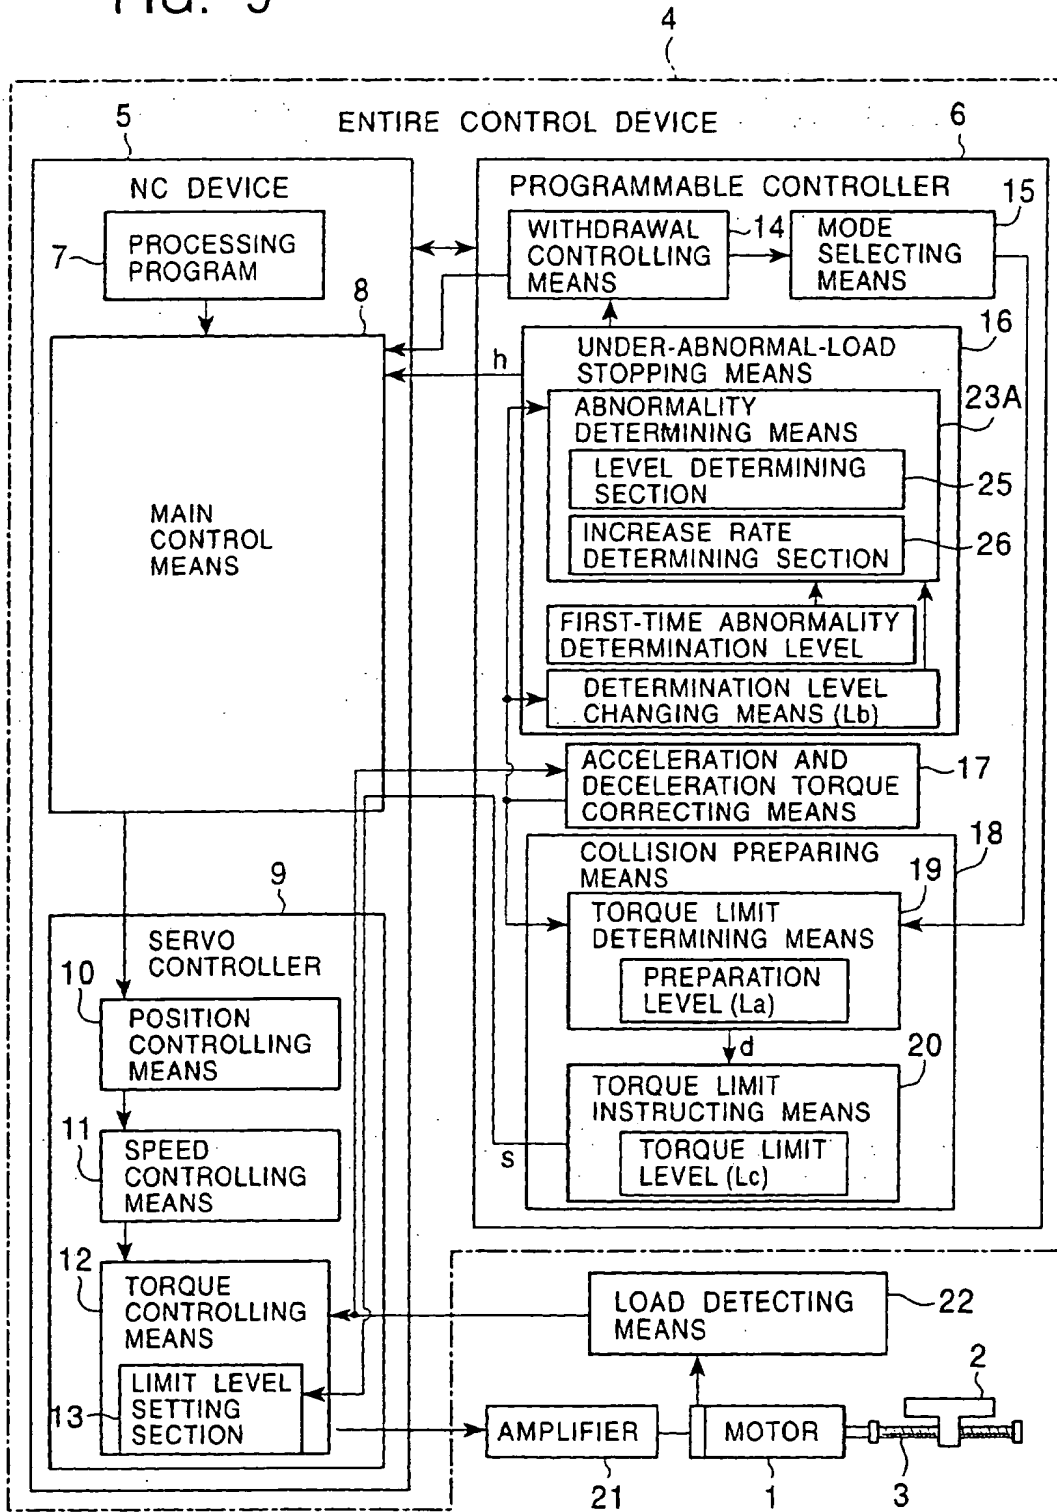 FIG. 9
4
ENTIRE CONTROL DEVICE
5
6
NC DEVICE
PROGRAMMABLE CONTROLLER
7
PROCESSING
PROGRAM
WITHDRAWAL
CONTROLLING
MEANS
14
MODE
SELECTING
MEANS
15
8
MAIN
CONTROL
MEANS
h
UNDER-ABNORMAL-LOAD
STOPPING MEANS
16
ABNORMALITY
DETERMINING MEANS
23A
LEVEL DETERMINING
SECTION
25
INCREASE RATE
DETERMINING SECTION
26
FIRST-TIME ABNORMALITY
DETERMINATION LEVEL
DETERMINATION LEVEL
CHANGING MEANS (Lb)
ACCELERATION AND
DECELERATION TORQUE
CORRECTING MEANS
17
COLLISION PREPARING
MEANS
18
TORQUE LIMIT
DETERMINING MEANS
19
PREPARATION
LEVEL (La)
d
TORQUE LIMIT
INSTRUCTING MEANS
20
TORQUE LIMIT
LEVEL (Lc)
s
9
SERVO
CONTROLLER
10
POSITION
CONTROLLING
MEANS
11
SPEED
CONTROLLING
MEANS
12
TORQUE
CONTROLLING
MEANS
13
LIMIT LEVEL
SETTING
SECTION
LOAD DETECTING
MEANS
22
AMPLIFIER
21
MOTOR
1
2
3